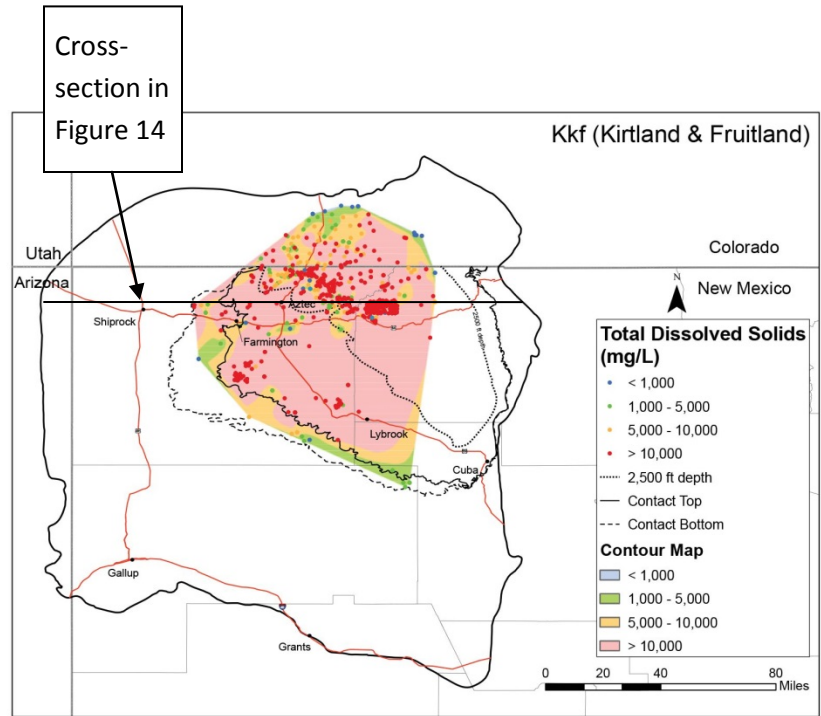 Cross-
section in
Figure 14
Kkf (Kirtland & Fruitland)
Utah
Colorado
Arizona
New Mexico
N
Shiprock
Aztec
Farmington
2,500 ft depth
Lybrook
Cuba
Gallup
Grants
Total Dissolved Solids
(mg/L)
< 1,000
1,000 - 5,000
5,000 - 10,000
> 10,000
2,500 ft depth
Contact Top
Contact Bottom
Contour Map
< 1,000
1,000 - 5,000
5,000 - 10,000
> 10,000
0 20 40 80
Miles